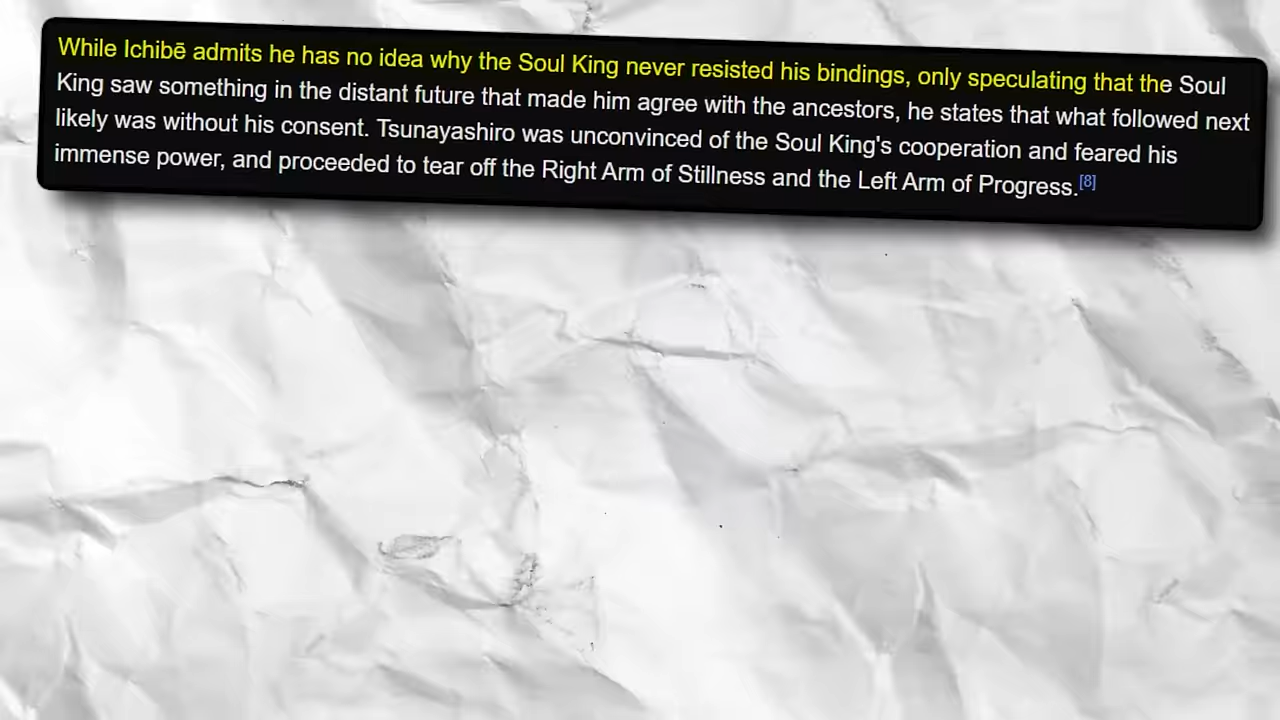 While Ichibē admits he has no idea why the Soul King never resisted his bindings, only speculating that the Soul
King saw something in the distant future that made him agree with the ancestors, he states that what followed next
likely was without his consent. Tsunayashiro was unconvinced of the Soul King's cooperation and feared his
immense power, and proceeded to tear off the Right Arm of Stillness and the Left Arm of Progress.[8]